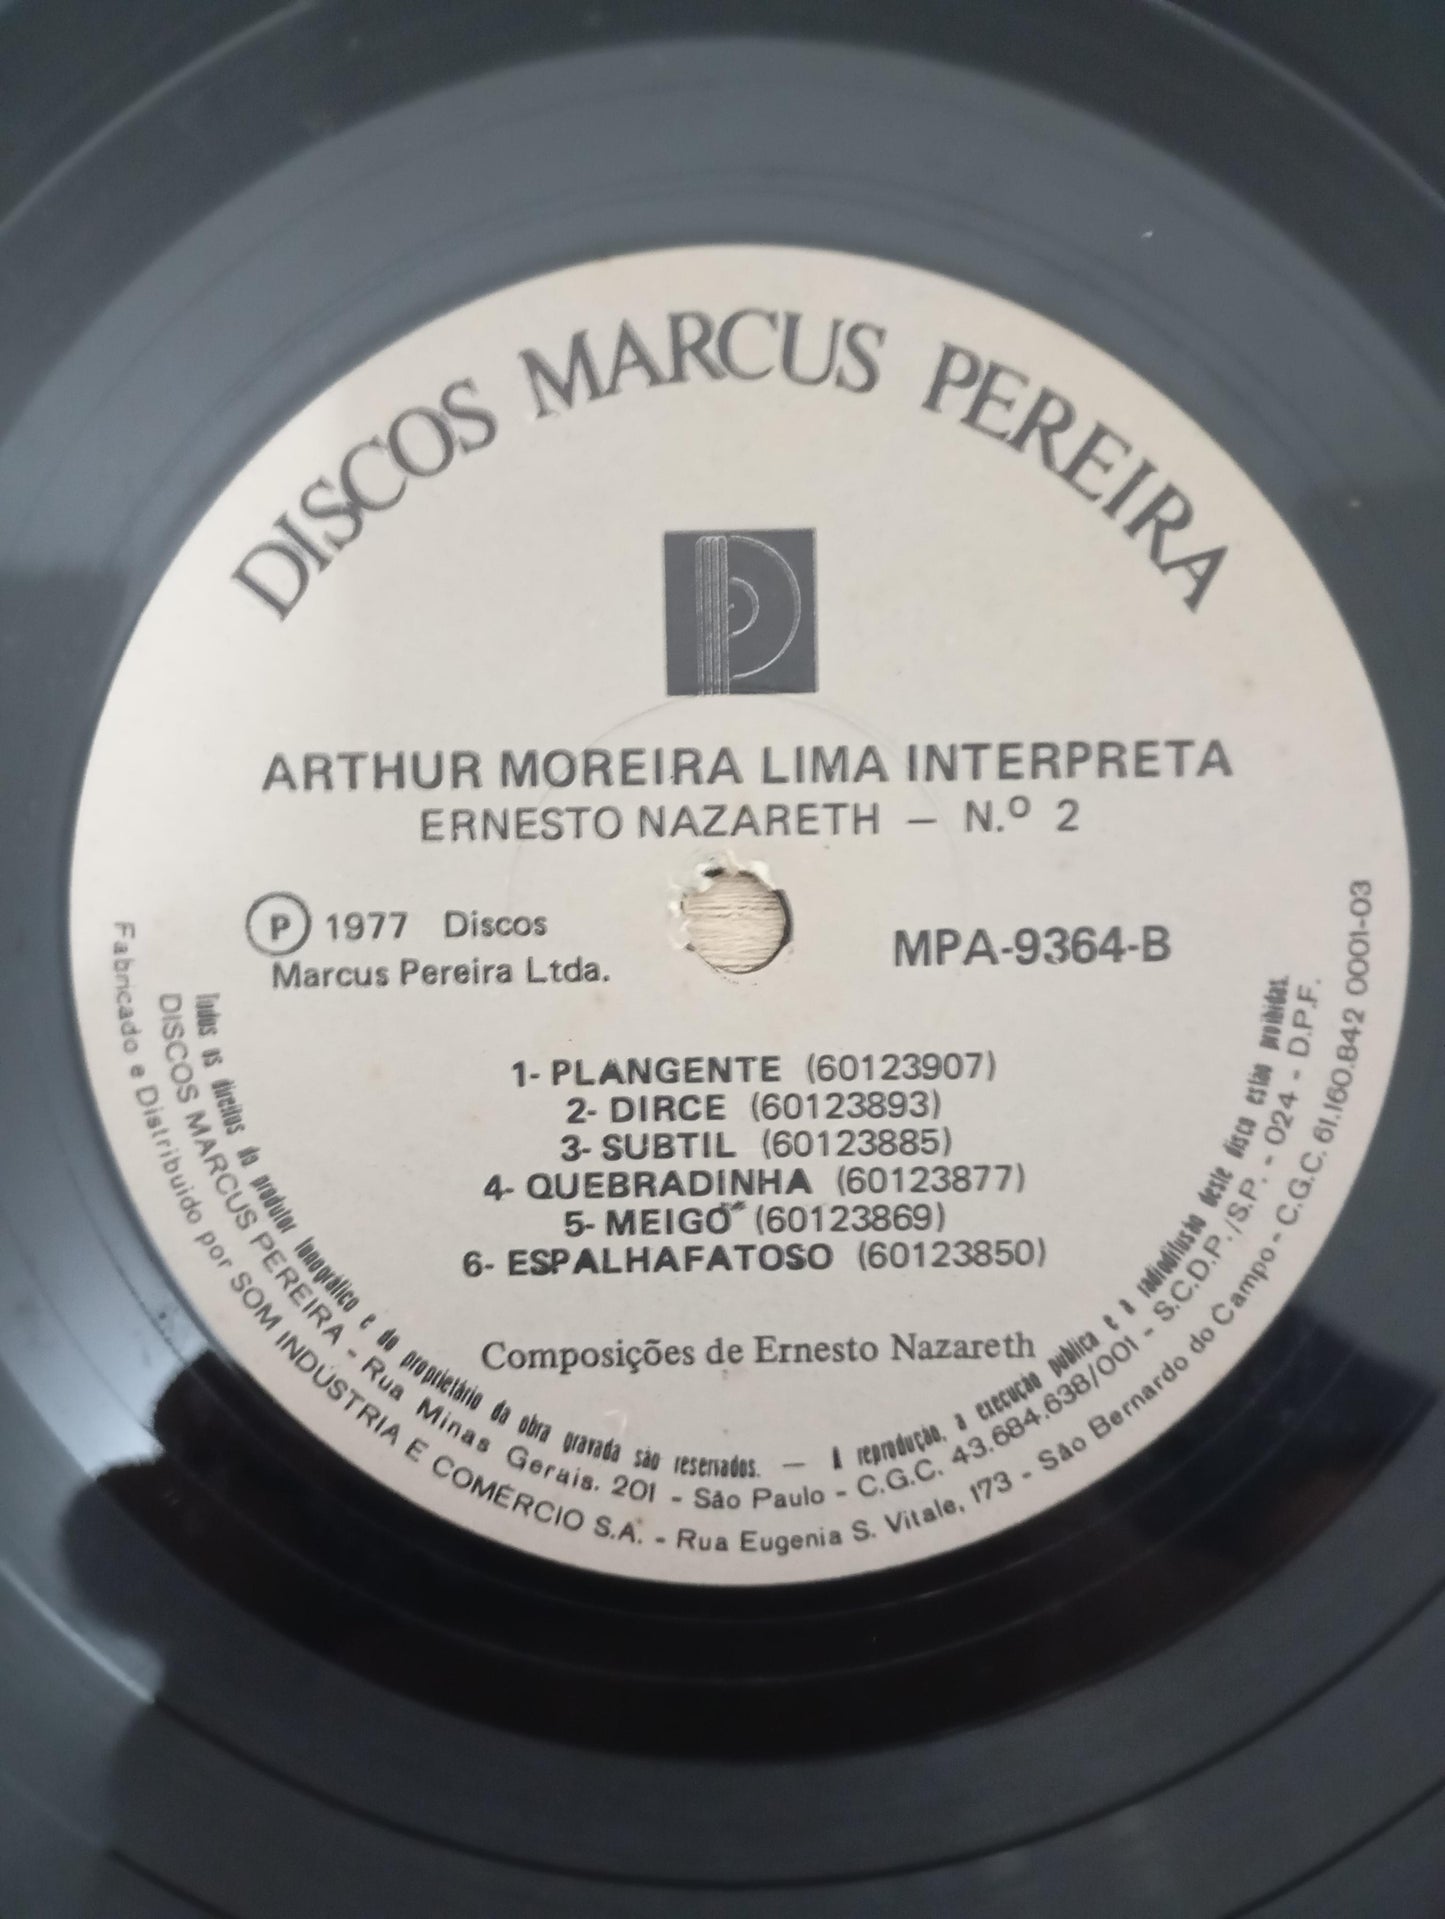 DISCOS MARCUS PEREIRA
ARTHUR MOREIRA LIMA INTERPRETA
ERNESTO NAZARETH — N.º 2
℗ 1977 Discos
Marcus Pereira Ltda.
MPA-9364-B
1- PLANGENTE (60123907)
2- DIRCE (60123893)
3- SUBTIL (60123885)
4- QUEBRADINHA (60123877)
5- MEIGO (60123869)
6- ESPALHAFATOSO (60123850)
Composições de Ernesto Nazareth
Todos os direitos do produtor fonográfico e do proprietário da obra gravada são reservados. — A reprodução, a execução pública e a radiodifusão deste disco estão proibidas.
DISCOS MARCUS PEREIRA - Rua Minas Gerais, 201 - São Paulo - C.G.C. 43.684.638/001 - S.C.D.P./S.P. - 024 - D.P.F.
Fabricado e Distribuido por SOM INDÚSTRIA E COMÉRCIO S.A. - Rua Eugenia S. Vitale, 173 - São Bernardo do Campo - C.G.C. 61.160.842 0001-03